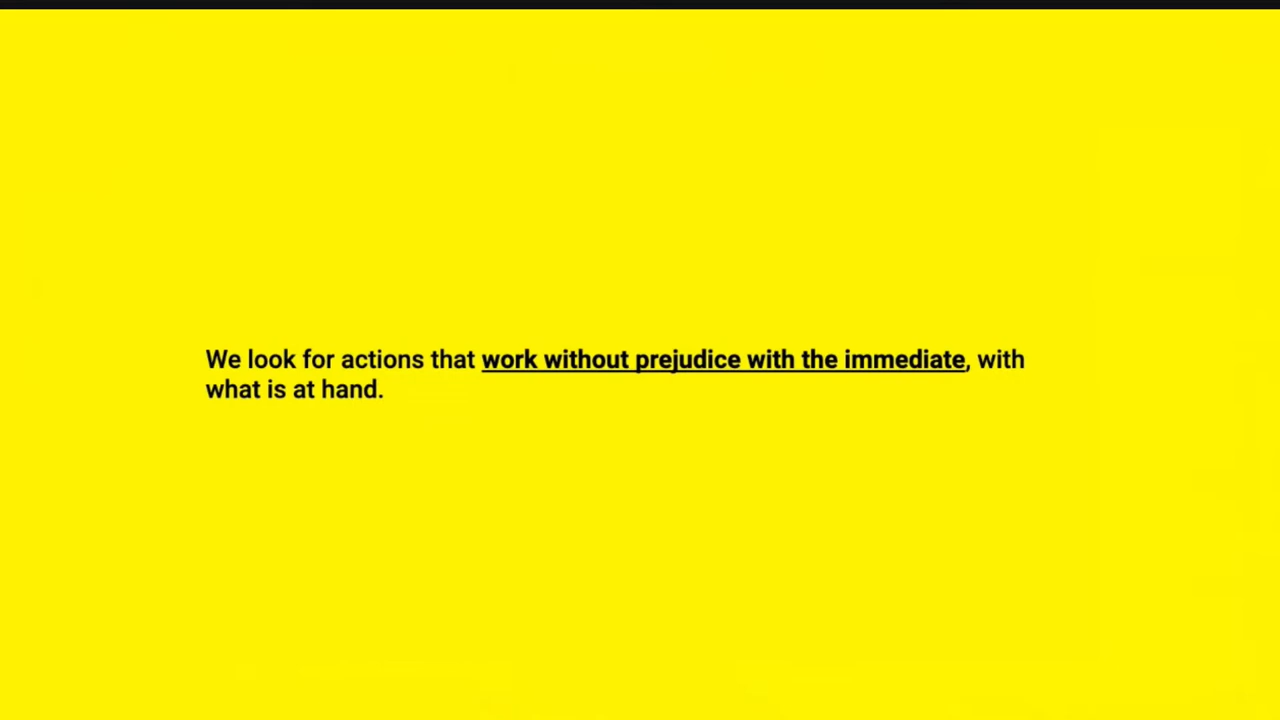 We look for actions that work without prejudice with the immediate, with
what is at hand.